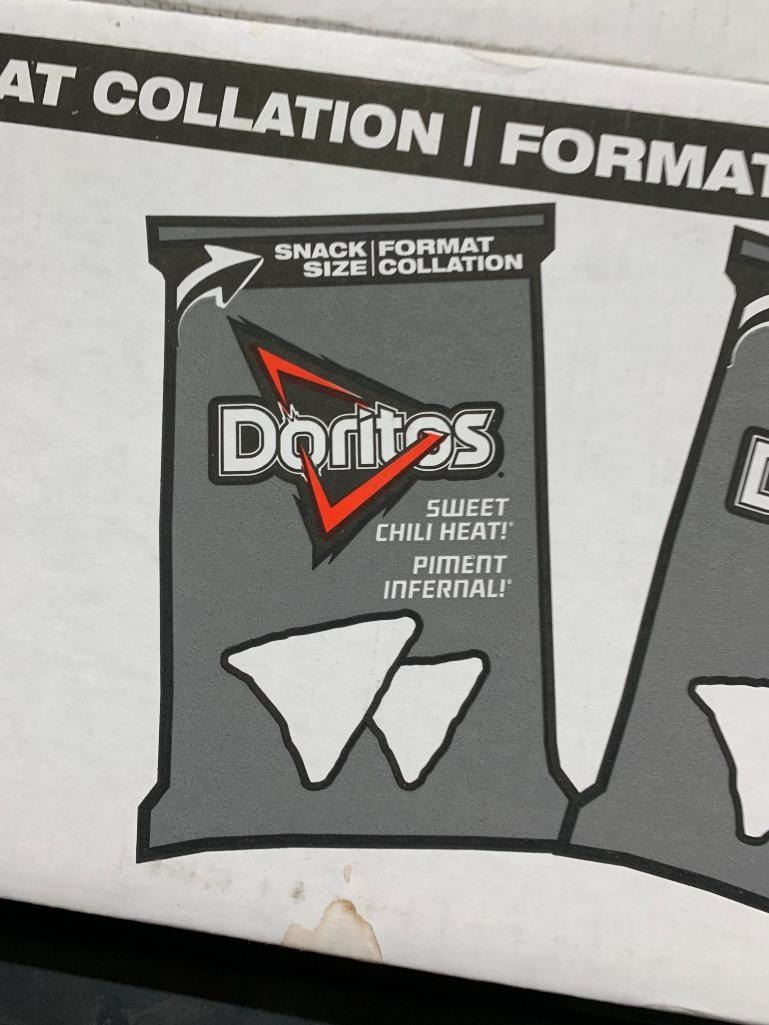 AT COLLATION | FORMAT
SNACK SIZE | FORMAT COLLATION
Doritos
SWEET
CHILI HEAT!
PIMENT
INFERNAL!
D